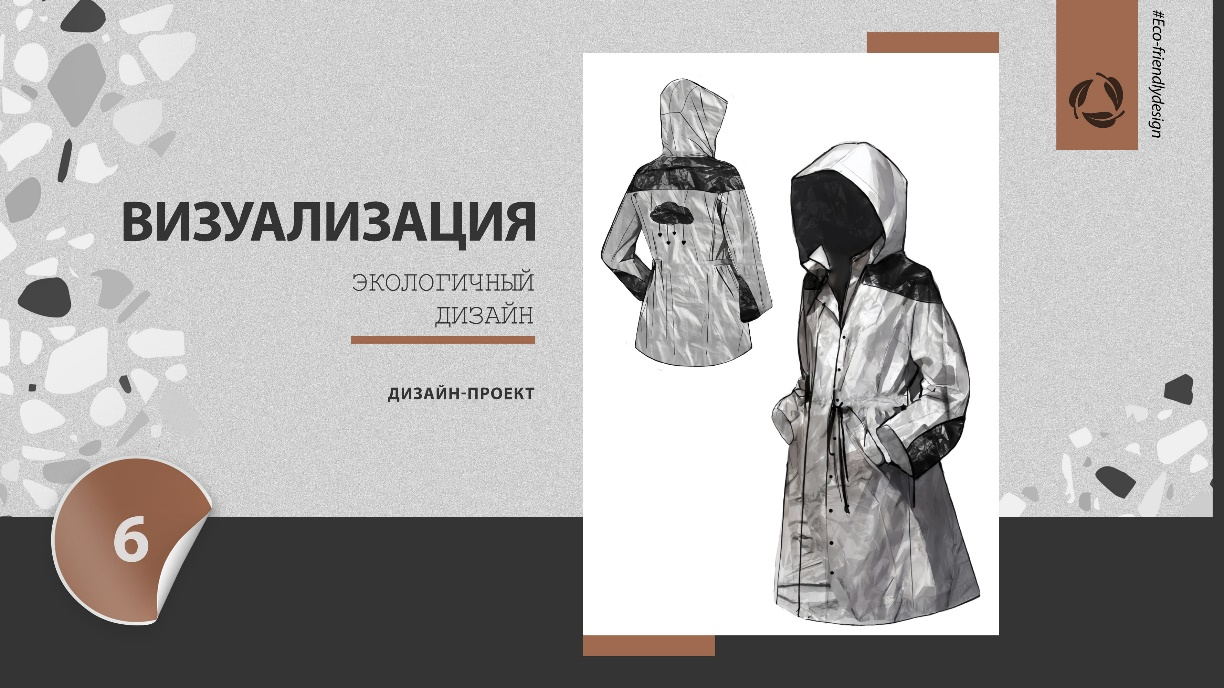 #Eco-friendlydesign
ВИЗУАЛИЗАЦИЯ
ЭКОЛОГИЧНЫЙ
ДИЗАЙН
ДИЗАЙН-ПРОЕКТ
6